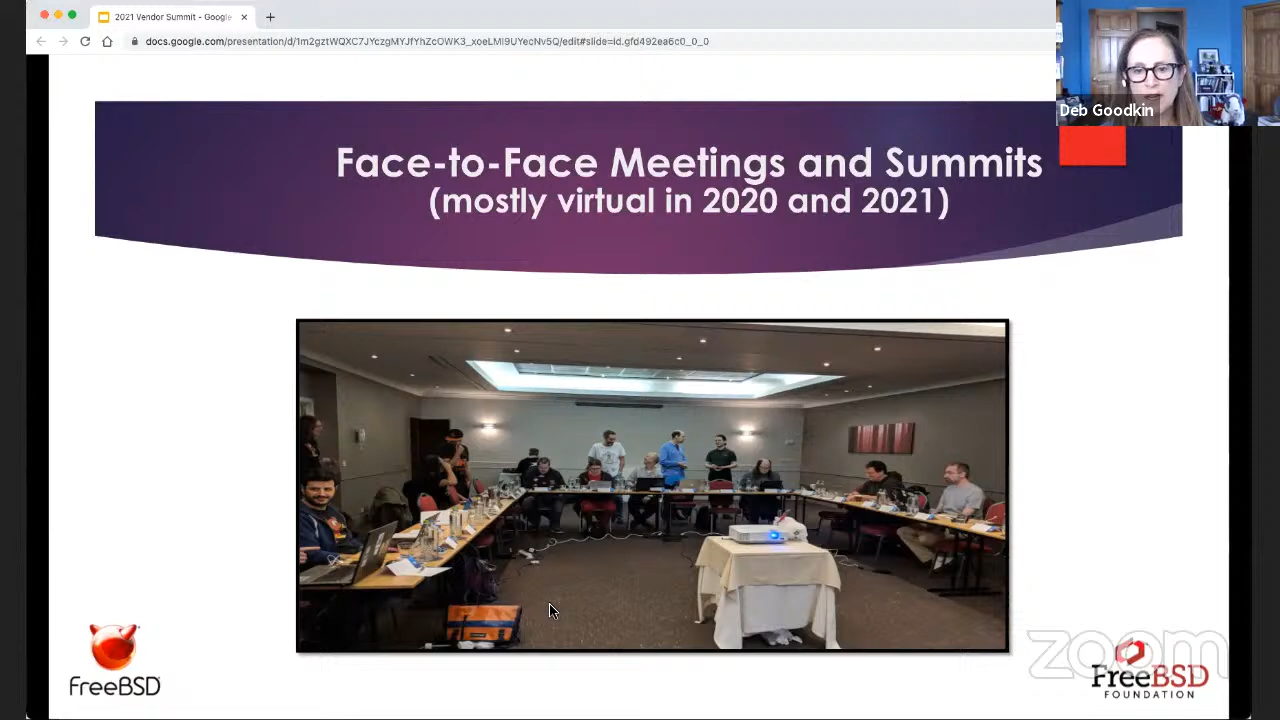 2021 Vendor Summit - Google
docs.google.com/presentation/d/1m2gztWQXC7JYczgMYJfYhZcOWK3_xoeLMI9UYecNv5Q/edit#slide=id.gfd492ea6c0_0_0
Deb Goodkin
Face-to-Face Meetings and Summits
(mostly virtual in 2020 and 2021)
FreeBSD
zoom
FreeBSD
FOUNDATION